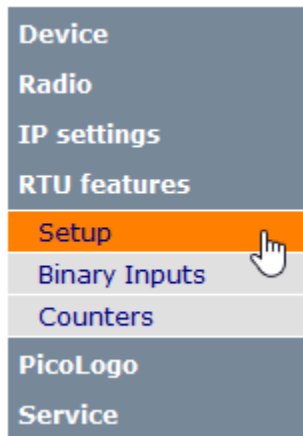 Device
Radio
IP settings
RTU features
Setup
Binary Inputs
Counters
PicoLogo
Service